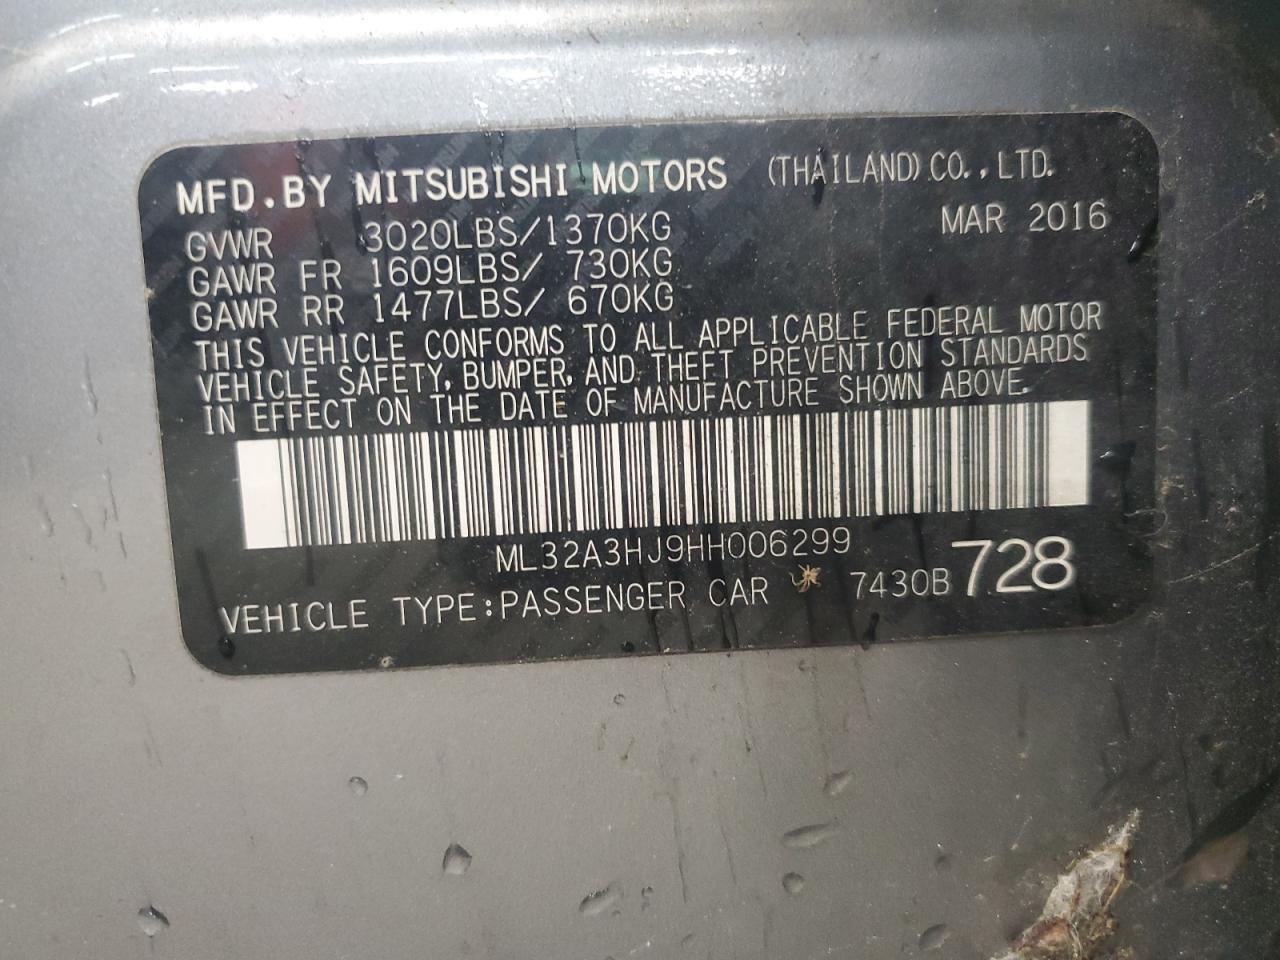 MFD.BY MITSUBISHI MOTORS (THAILAND) CO.,LTD.
GVWR 3020LBS/1370KG MAR 2016
GAWR FR 1609LBS/ 730KG
GAWR RR 1477LBS/ 670KG
THIS VEHICLE CONFORMS TO ALL APPLICABLE FEDERAL MOTOR
VEHICLE SAFETY, BUMPER, AND THEFT PREVENTION STANDARDS
IN EFFECT ON THE DATE OF MANUFACTURE SHOWN ABOVE.
ML32A3HJ9HH006299
VEHICLE TYPE:PASSENGER CAR 7430B 728